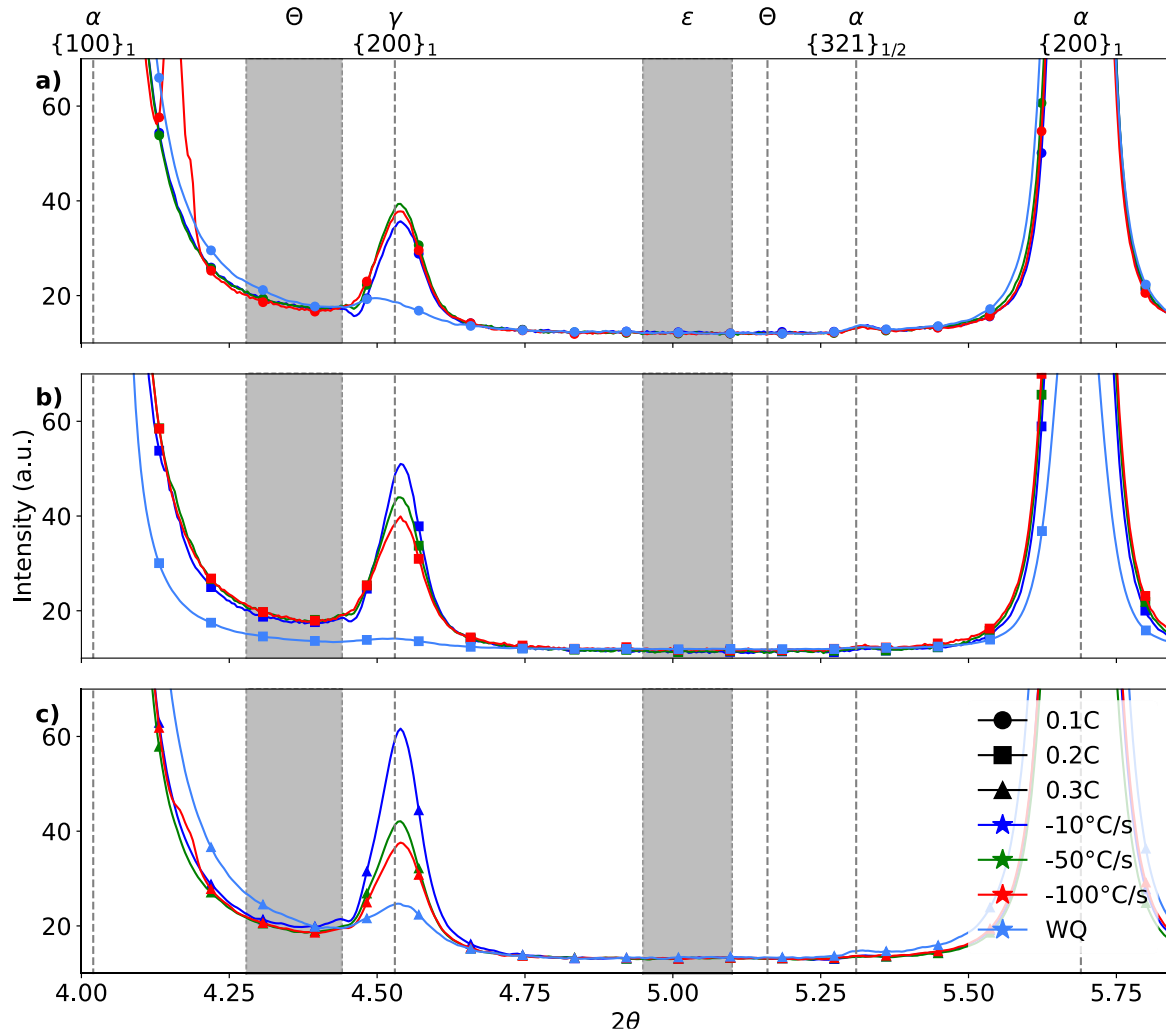 α Θ γ ε Θ α α
{100}₁ {200}₁ {321}₁/₂ {200}₁
a)
60
40
20
b)
60
40
20
Intensity (a.u.)
c)
60
40
20
0.1C
0.2C
0.3C
-10°C/s
-50°C/s
-100°C/s
WQ
4.00 4.25 4.50 4.75 5.00 5.25 5.50 5.75
2θ